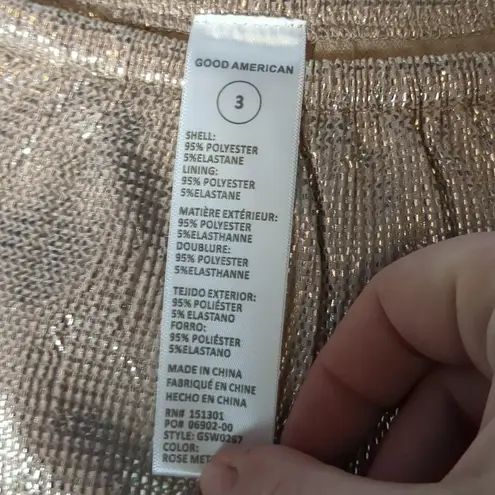 GOOD AMERICAN
3
SHELL:
95% POLYESTER
5%ELASTANE
LINING:
95% POLYESTER
5%ELASTANE
MATIÈRE EXTÉRIEUR:
95% POLYESTER
5%ELASTHANNE
DOUBLURE:
95% POLYESTER
5%ELASTHANNE
TEJIDO EXTERIOR:
95% POLIÉSTER
5% ELASTANO
FORRO:
95% POLIÉSTER
5%ELASTANO
MADE IN CHINA
FABRIQUÉ EN CHINE
HECHO EN CHINA
RN# 151301
PO# 06902-00
STYLE: GSW0267
COLOR:
ROSE MET